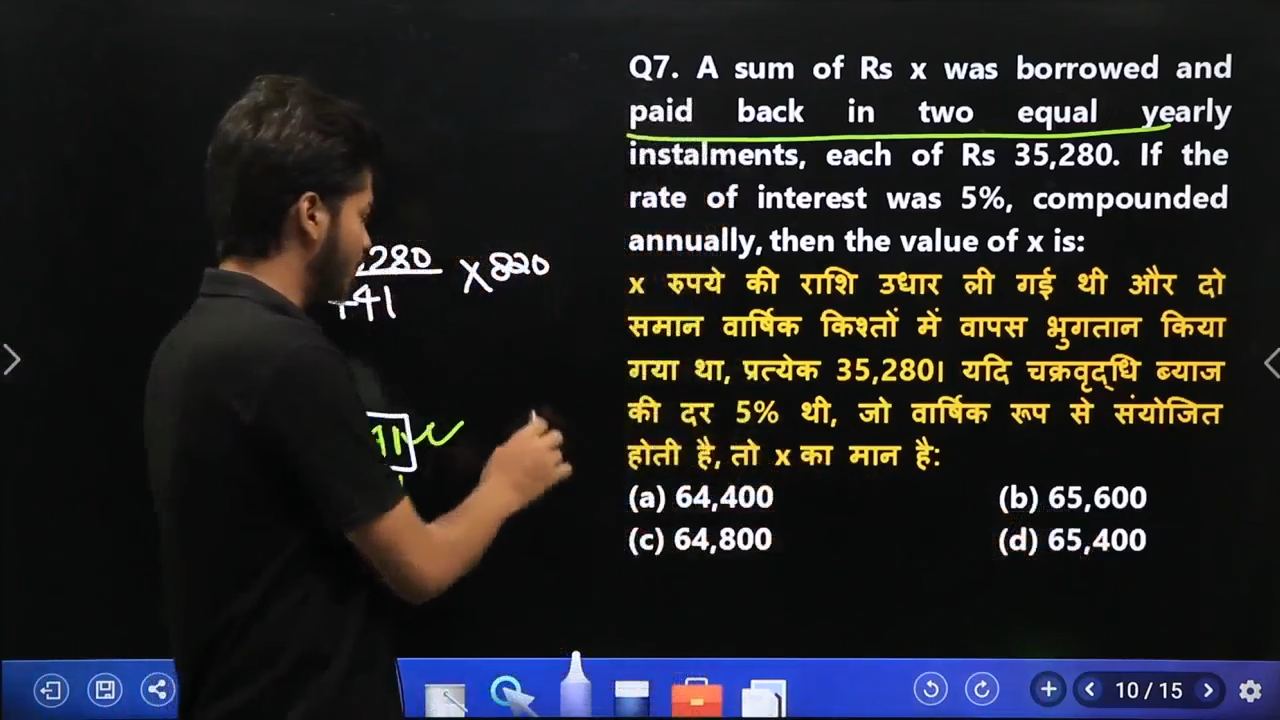 Q7. A sum of Rs x was borrowed and
paid back in two equal yearly
instalments, each of Rs 35,280. If the
rate of interest was 5%, compounded
annually, then the value of x is:
x रुपये की राशि उधार ली गई थी और दो
समान वार्षिक किश्तों में वापस भुगतान किया
गया था, प्रत्येक 35,280। यदि चक्रवृद्धि ब्याज
की दर 5% थी, जो वार्षिक रूप से संयोजित
होती है, तो x का मान है:
(a) 64,400 (b) 65,600
(c) 64,800 (d) 65,400
280 × 820
41
10 / 15